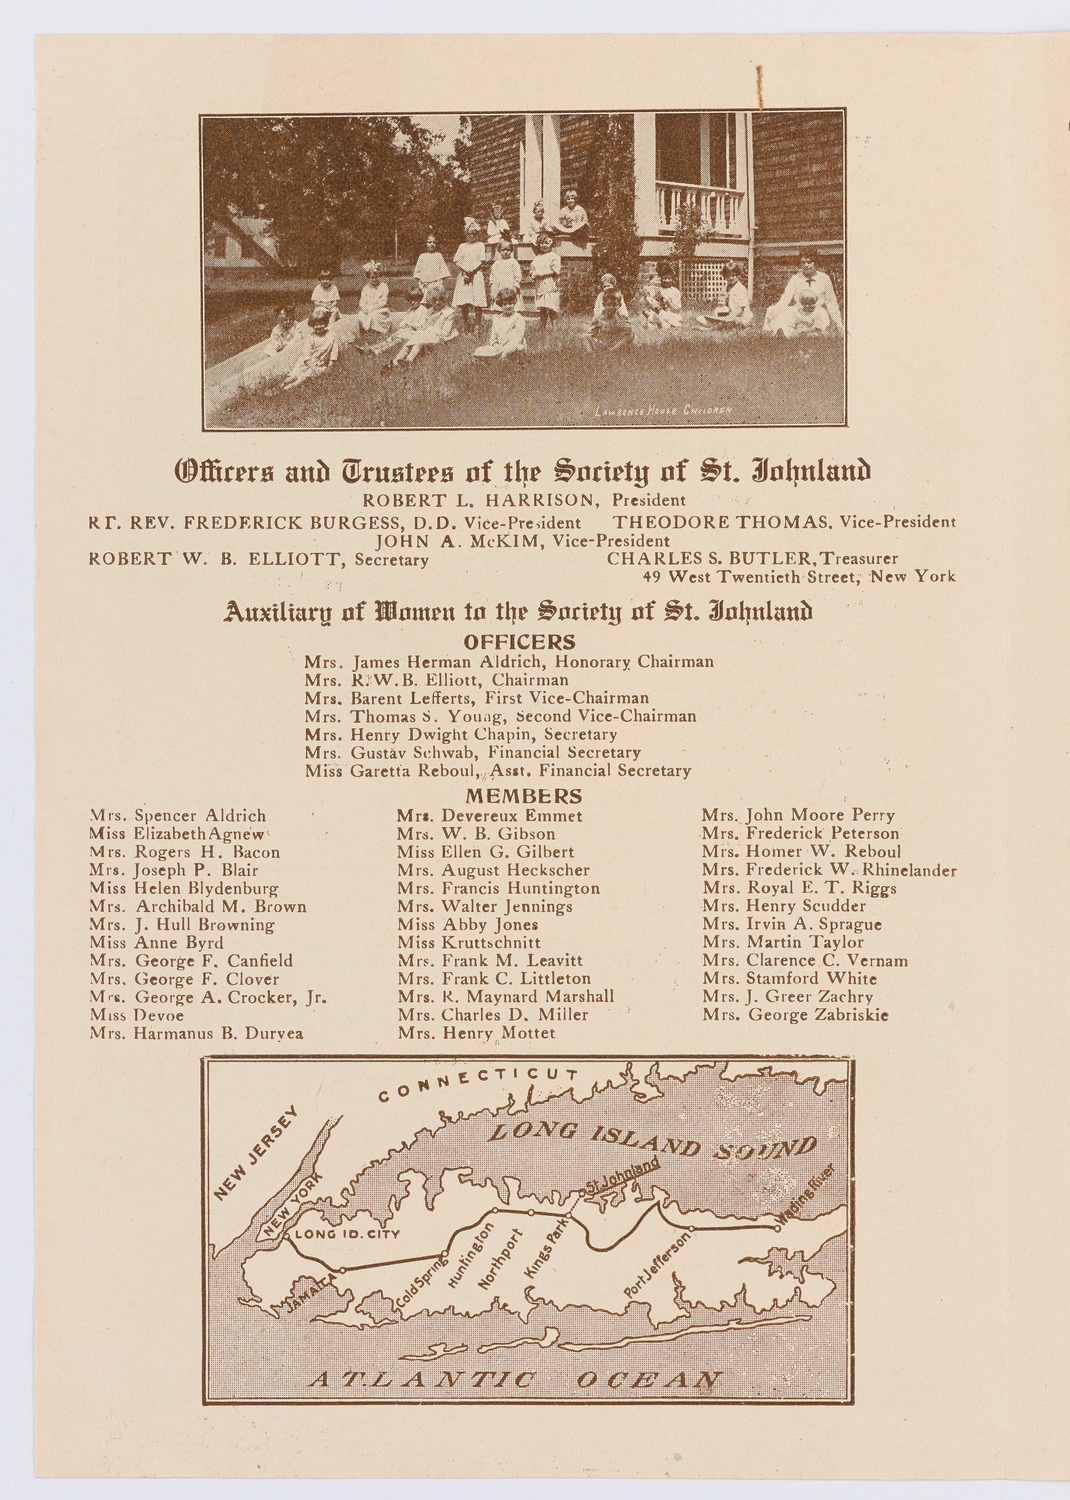 Lawrence House Children
Officers and Trustees of the Society of St. Johnland
ROBERT L. HARRISON, President
RT. REV. FREDERICK BURGESS, D.D. Vice-President THEODORE THOMAS, Vice-President
JOHN A. McKIM, Vice-President
ROBERT W. B. ELLIOTT, Secretary CHARLES S. BUTLER, Treasurer
49 West Twentieth Street, New York
Auxiliary of Women to the Society of St. Johnland
OFFICERS
Mrs. James Herman Aldrich, Honorary Chairman
Mrs. R. W. B. Elliott, Chairman
Mrs. Barent Lefferts, First Vice-Chairman
Mrs. Thomas S. Young, Second Vice-Chairman
Mrs. Henry Dwight Chapin, Secretary
Mrs. Gustav Schwab, Financial Secretary
Miss Garetta Reboul, Asst. Financial Secretary
MEMBERS
Mrs. Spencer Aldrich
Miss Elizabeth Agnew
Mrs. Rogers H. Bacon
Mrs. Joseph P. Blair
Miss Helen Blydenburg
Mrs. Archibald M. Brown
Mrs. J. Hull Browning
Miss Anne Byrd
Mrs. George F. Canfield
Mrs. George F. Clover
Mrs. George A. Crocker, Jr.
Miss Devoe
Mrs. Harmanus B. Duryea
Mrs. Devereux Emmet
Mrs. W. B. Gibson
Miss Ellen G. Gilbert
Mrs. August Heckscher
Mrs. Francis Huntington
Mrs. Walter Jennings
Miss Abby Jones
Miss Kruttschnitt
Mrs. Frank M. Leavitt
Mrs. Frank C. Littleton
Mrs. R. Maynard Marshall
Mrs. Charles D. Miller
Mrs. Henry Mottet
Mrs. John Moore Perry
Mrs. Frederick Peterson
Mrs. Homer W. Reboul
Mrs. Frederick W. Rhinelander
Mrs. Royal E. T. Riggs
Mrs. Henry Scudder
Mrs. Irvin A. Sprague
Mrs. Martin Taylor
Mrs. Clarence C. Vernam
Mrs. Stamford White
Mrs. J. Greer Zachry
Mrs. George Zabriskie
CONNECTICUT
NEW JERSEY
LONG ISLAND SOUND
St. Johnland
NEW YORK
Wading River
LONG ID. CITY
JAMAICA
Cold Spring
Huntington
Northport
Kings Park
Port Jefferson
ATLANTIC OCEAN